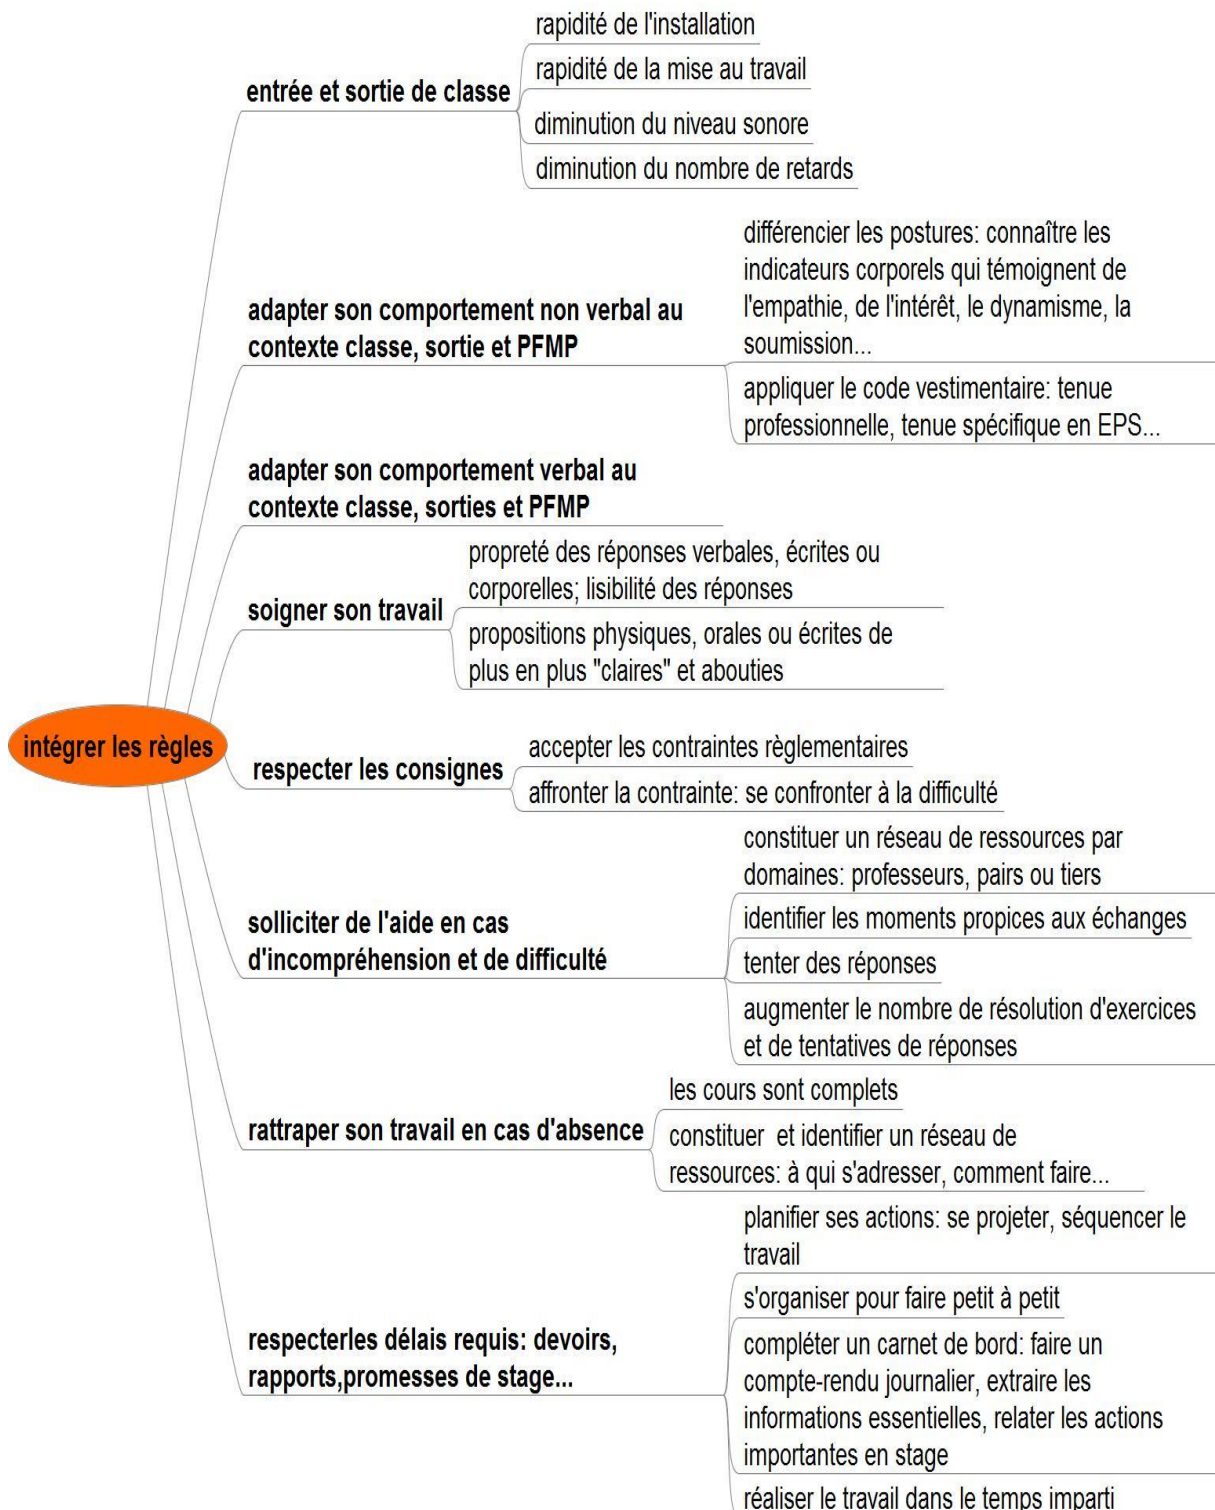 rapidité de l'installation
rapidité de la mise au travail
entrée et sortie de classe
diminution du niveau sonore
diminution du nombre de retards
différencier les postures: connaître les
indicateurs corporels qui témoignent de
l'empathie, de l'intérêt, le dynamisme, la
soumission...
adapter son comportement non verbal au
contexte classe, sortie et PFMP
appliquer le code vestimentaire: tenue
professionnelle, tenue spécifique en EPS...
adapter son comportement verbal au
contexte classe, sorties et PFMP
propreté des réponses verbales, écrites ou
corporelles; lisibilité des réponses
soigner son travail
propositions physiques, orales ou écrites de
plus en plus "claires" et abouties
intégrer les règles
respecter les consignes
accepter les contraintes règlementaires
affronter la contrainte: se confronter à la difficulté
constituer un réseau de ressources par
domaines: professeurs, pairs ou tiers
identifier les moments propices aux échanges
solliciter de l'aide en cas
d'incompréhension et de difficulté
tenter des réponses
augmenter le nombre de résolution d'exercices
et de tentatives de réponses
les cours sont complets
rattraper son travail en cas d'absence
constituer  et identifier un réseau de
ressources: à qui s'adresser, comment faire...
planifier ses actions: se projeter, séquencer le
travail
s'organiser pour faire petit à petit
respecterles délais requis: devoirs,
rapports,promesses de stage...
compléter un carnet de bord: faire un
compte-rendu journalier, extraire les
informations essentielles, relater les actions
importantes en stage
réaliser le travail dans le temps imparti